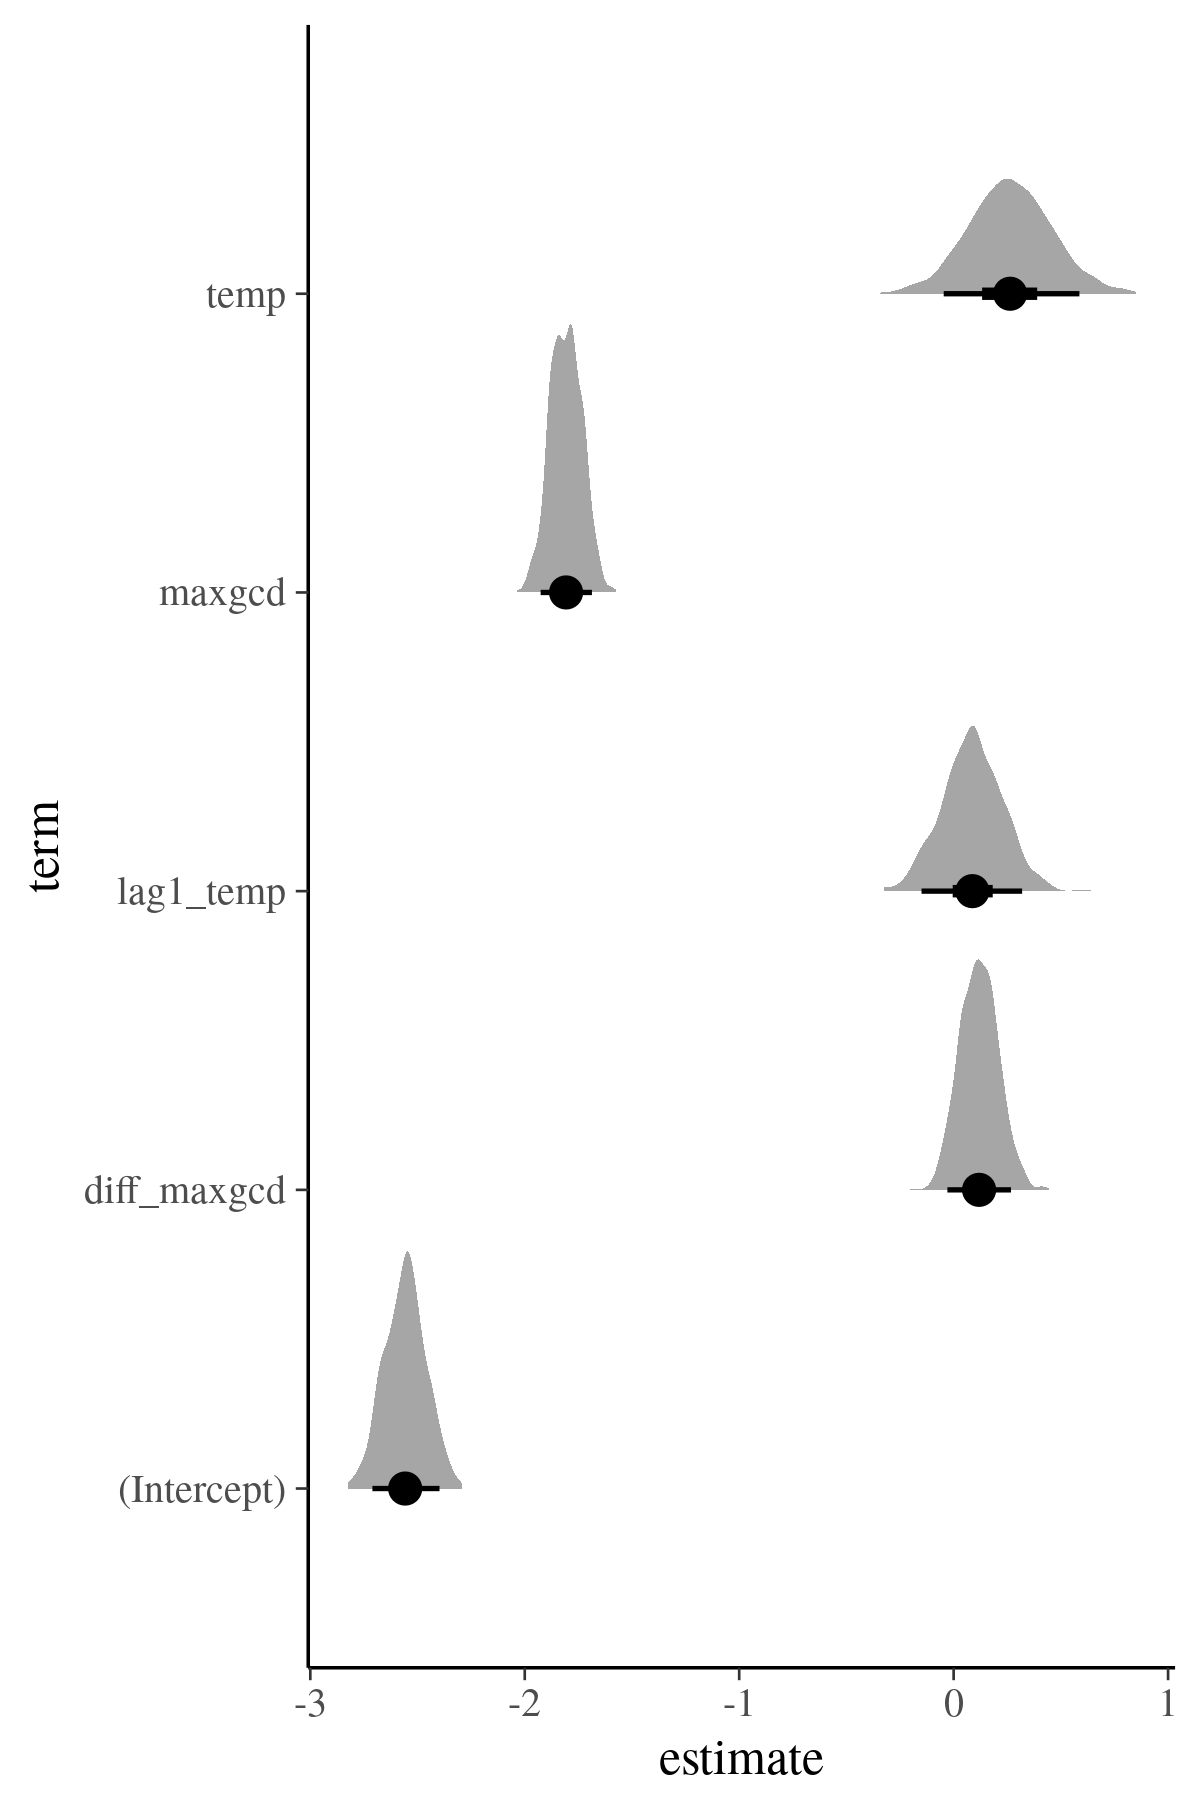 temp
maxgcd
lag1_temp
diff_maxgcd
(Intercept)
term
-3 -2 -1 0 1
estimate